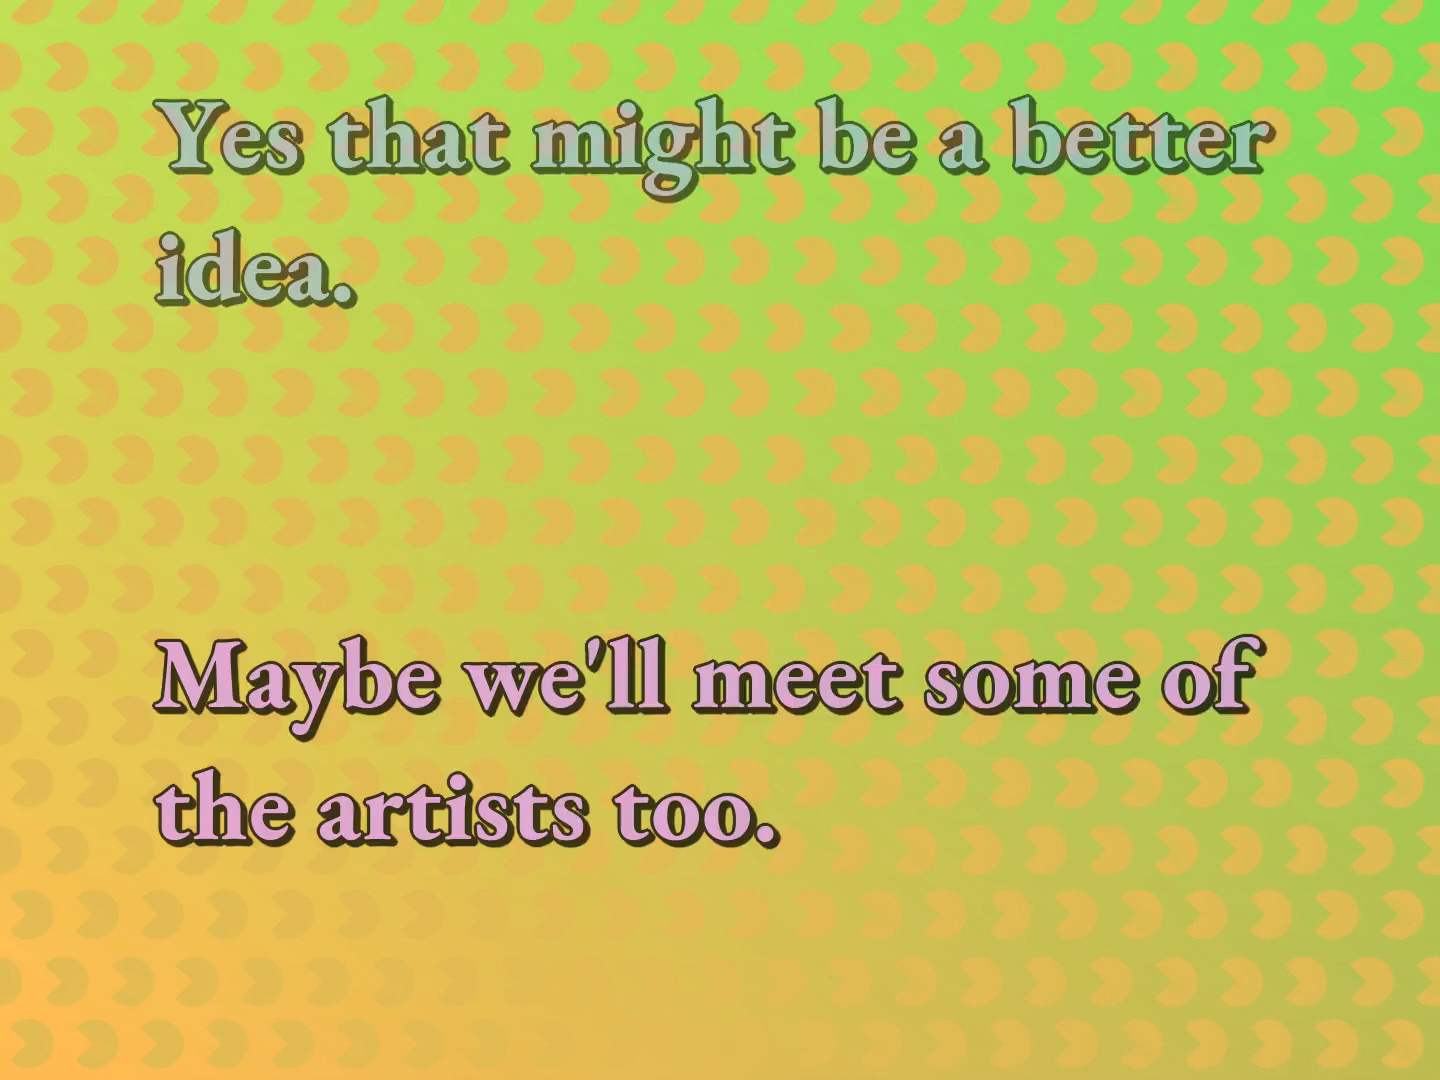 Yes that might be a better
idea.
Maybe we'll meet some of
the artists too.